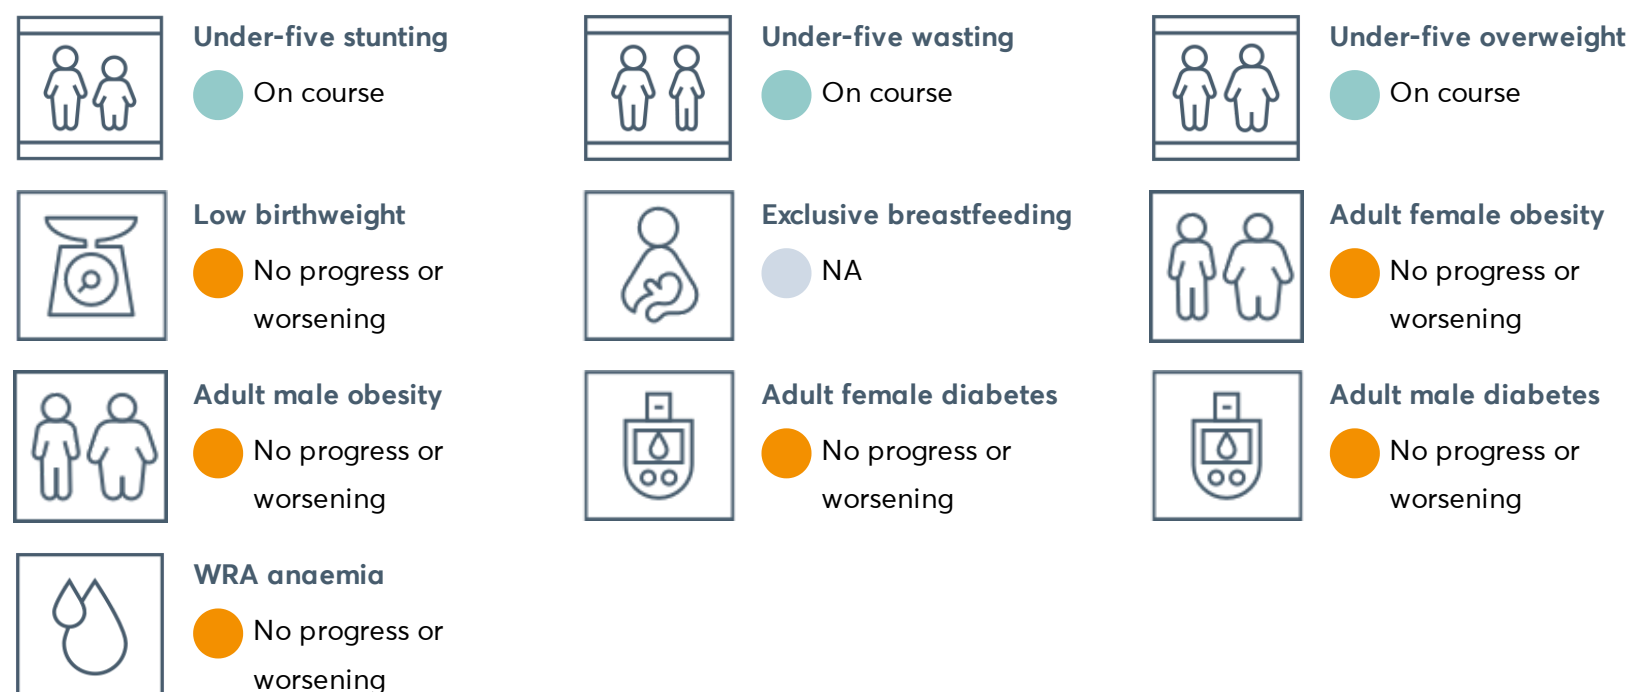 Under-five stunting
On course
Under-five wasting
On course
Under-five overweight
On course
Low birthweight
No progress or
worsening
Exclusive breastfeeding
NA
Adult female obesity
No progress or
worsening
Adult male obesity
No progress or
worsening
Adult female diabetes
No progress or
worsening
Adult male diabetes
No progress or
worsening
WRA anaemia
No progress or
worsening